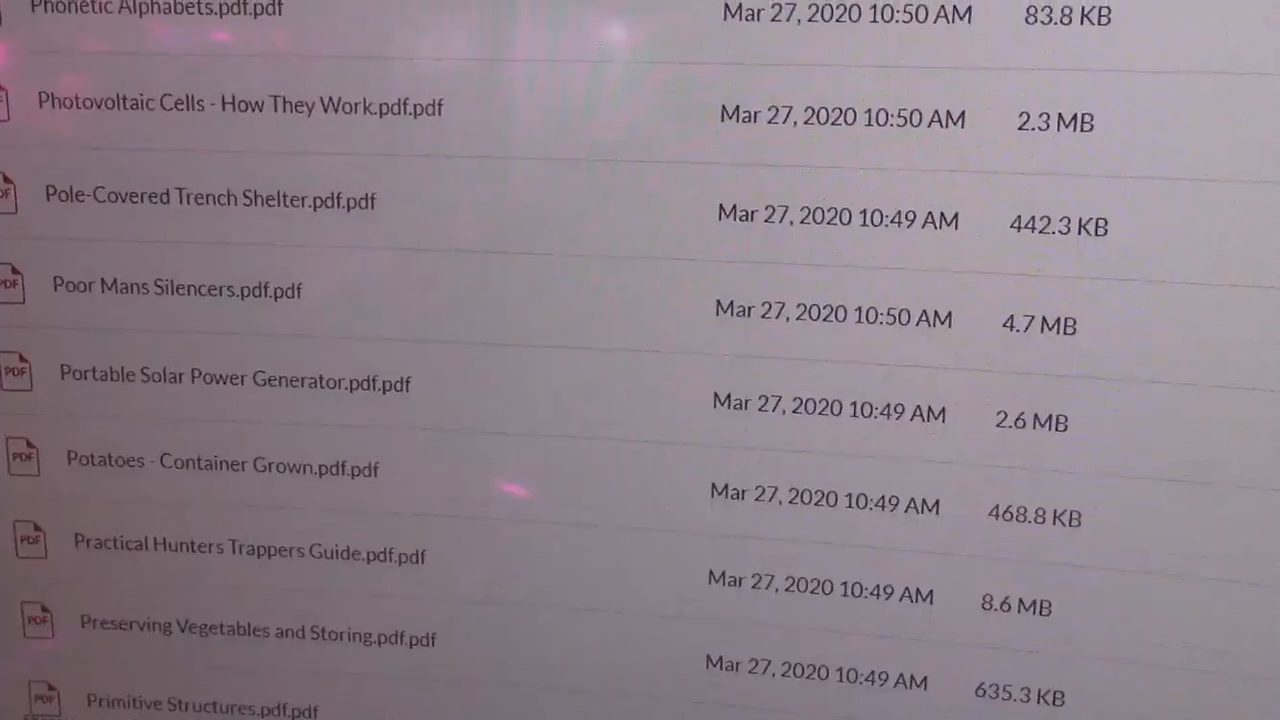 Phonetic Alphabets.pdf.pdf Mar 27, 2020 10:50 AM 83.8 KB
Photovoltaic Cells - How They Work.pdf.pdf Mar 27, 2020 10:50 AM 2.3 MB
Pole-Covered Trench Shelter.pdf.pdf Mar 27, 2020 10:49 AM 442.3 KB
PDF Poor Mans Silencers.pdf.pdf Mar 27, 2020 10:50 AM 4.7 MB
PDF Portable Solar Power Generator.pdf.pdf Mar 27, 2020 10:49 AM 2.6 MB
PDF Potatoes - Container Grown.pdf.pdf Mar 27, 2020 10:49 AM 468.8 KB
PDF Practical Hunters Trappers Guide.pdf.pdf Mar 27, 2020 10:49 AM 8.6 MB
PDF Preserving Vegetables and Storing.pdf.pdf Mar 27, 2020 10:49 AM 635.3 KB
PDF Primitive Structures.pdf.pdf